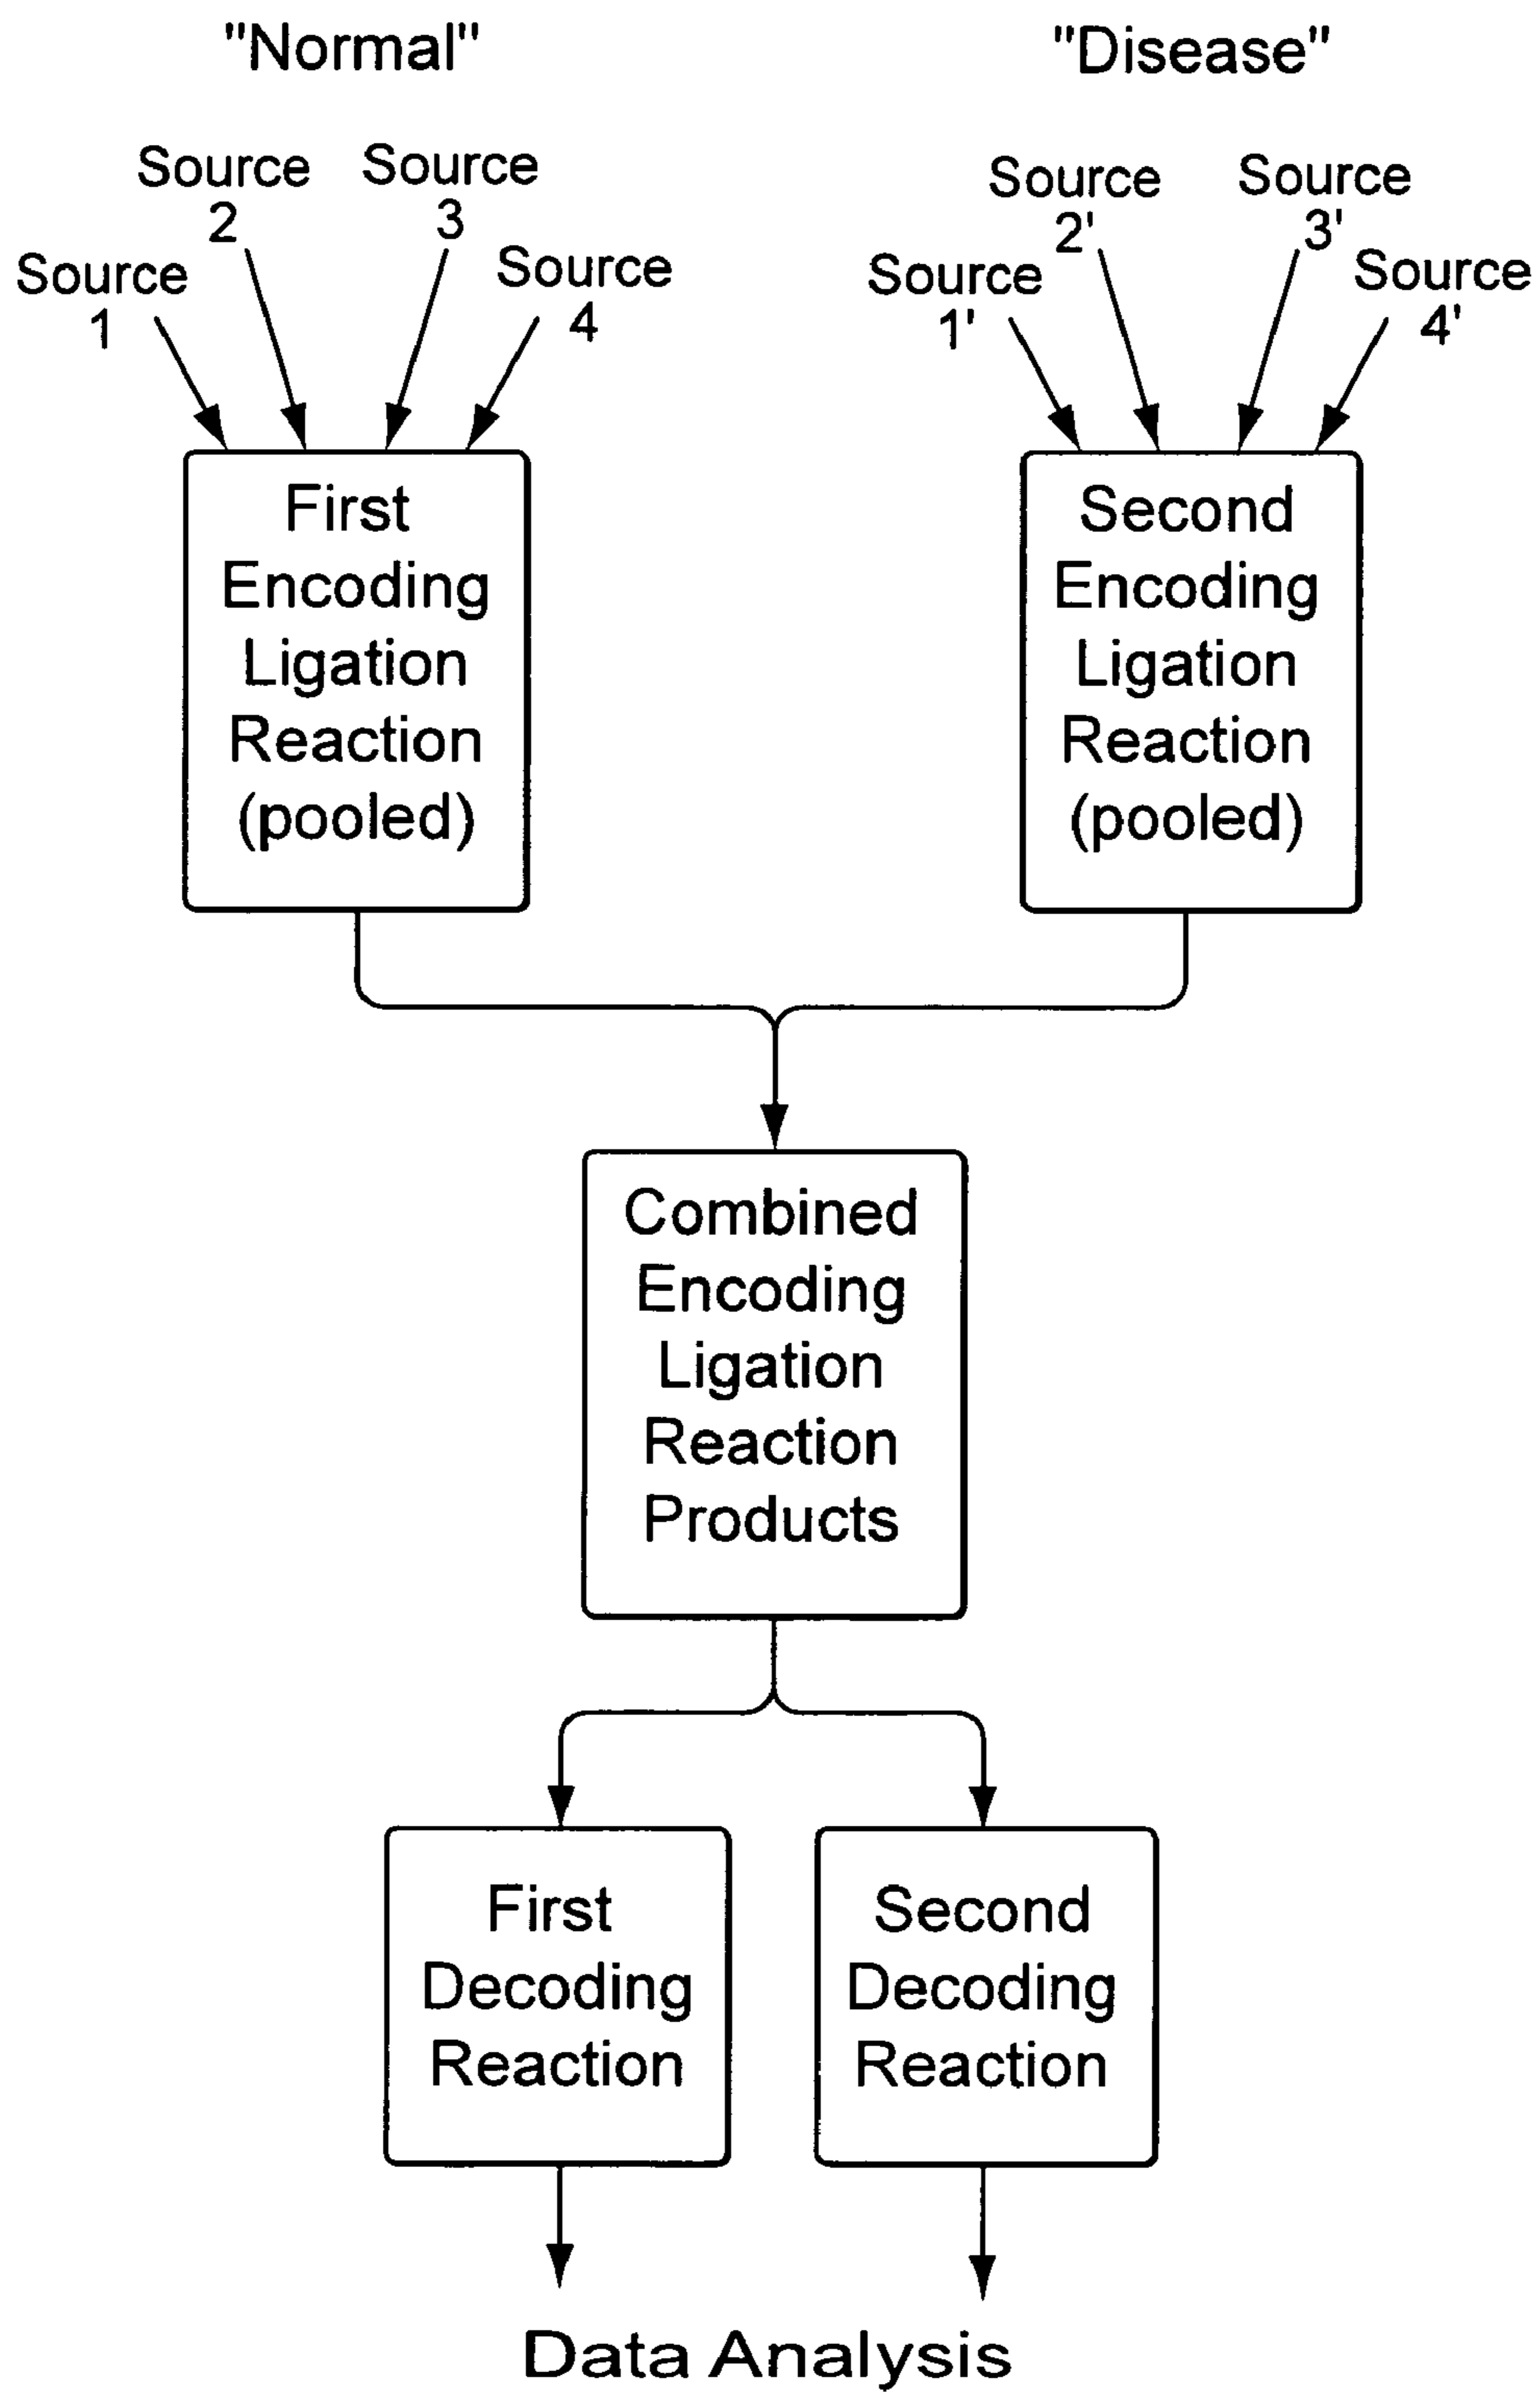 "Normal"
"Disease"
Source
2
Source
3
Source
1
Source
4
Source
2'
Source
3'
Source
1'
Source
4'
First
Encoding
Ligation
Reaction
(pooled)
Second
Encoding
Ligation
Reaction
(pooled)
Combined
Encoding
Ligation
Reaction
Products
First
Decoding
Reaction
Second
Decoding
Reaction
Data Analysis